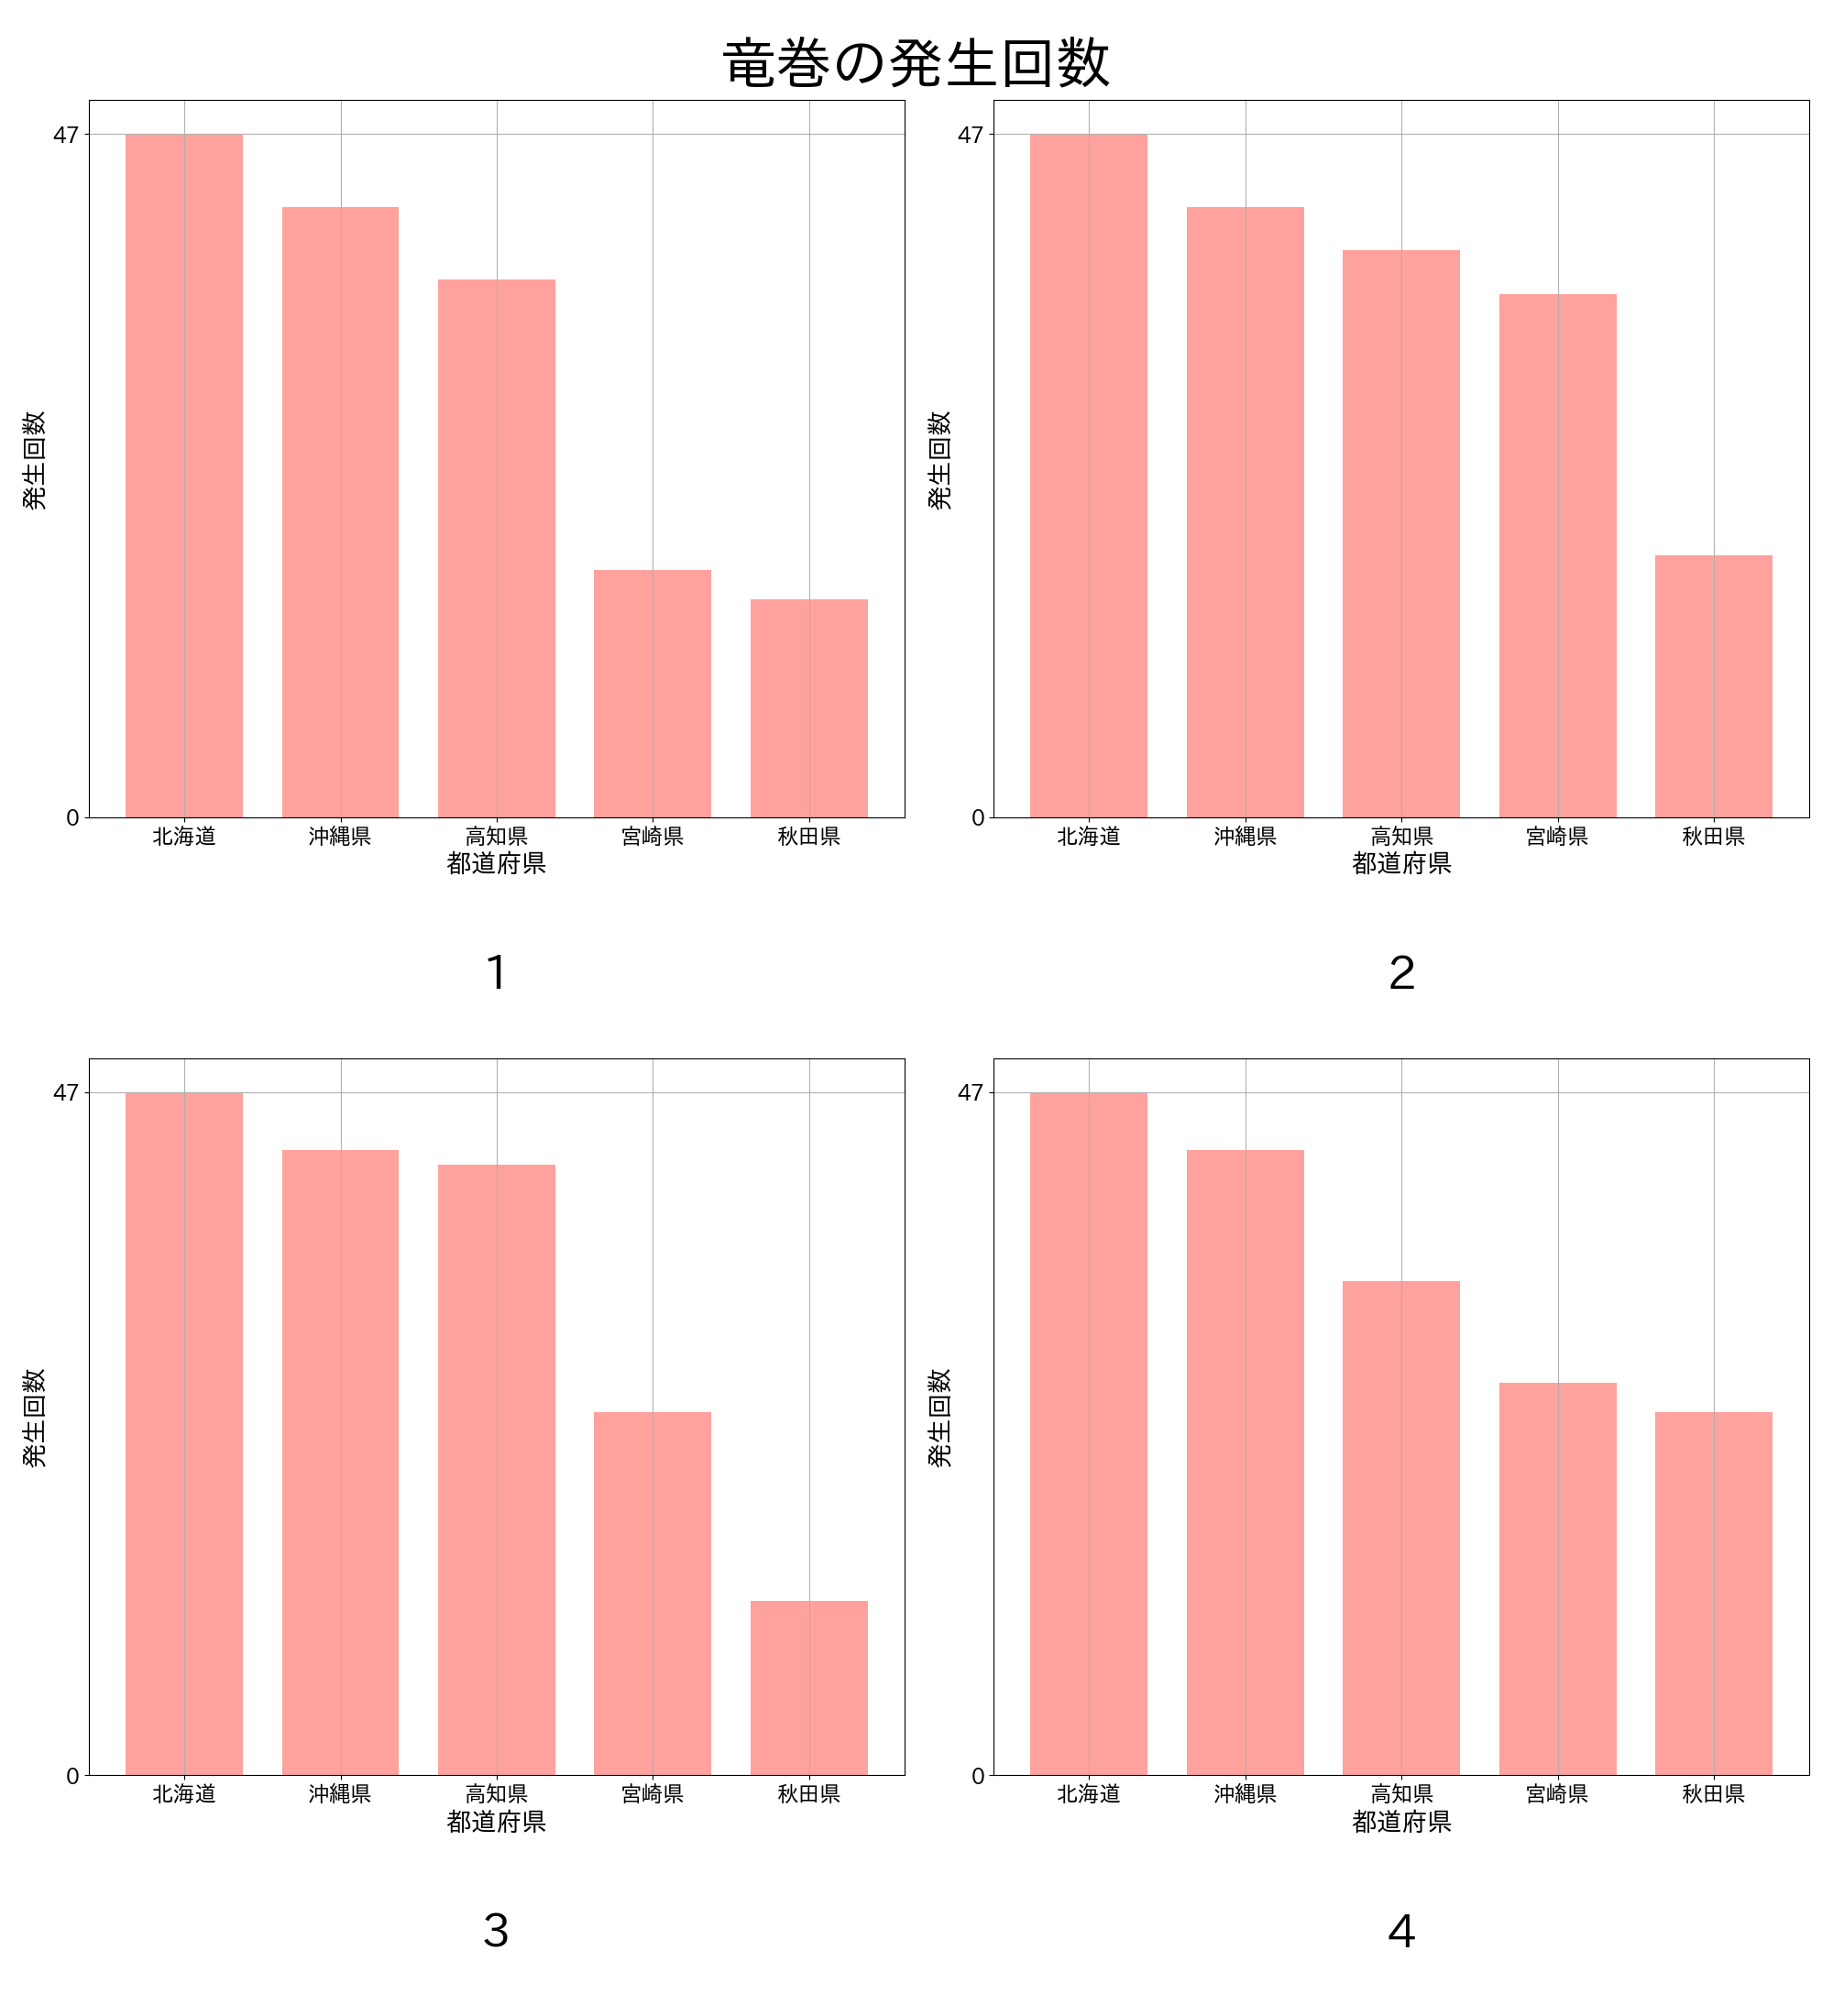 竜巻の発生回数
47
0
発生回数
北海道 沖縄県 高知県 宮崎県 秋田県
都道府県
1
47
0
発生回数
北海道 沖縄県 高知県 宮崎県 秋田県
都道府県
2
47
0
発生回数
北海道 沖縄県 高知県 宮崎県 秋田県
都道府県
3
47
0
発生回数
北海道 沖縄県 高知県 宮崎県 秋田県
都道府県
4